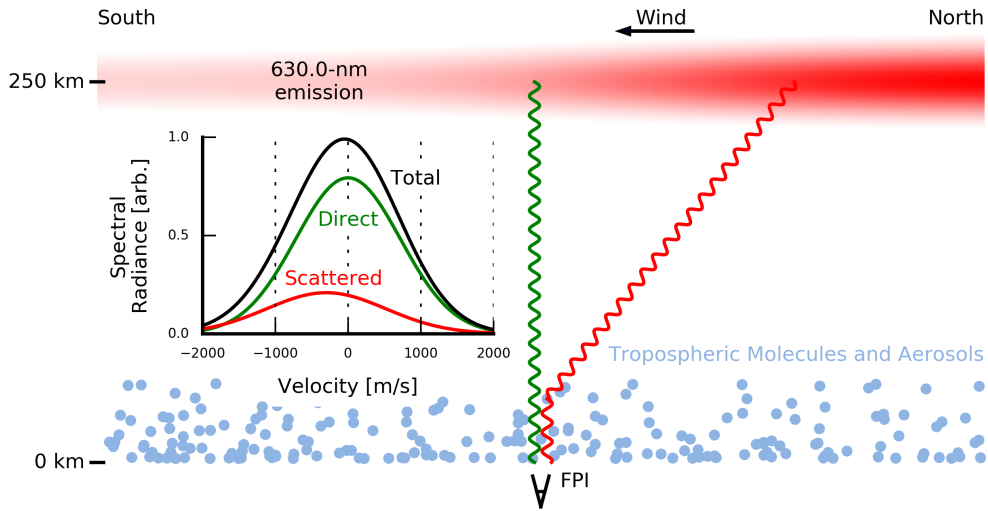 South
Wind
North
250 km
630.0-nm
emission
1.0
0.5
0.0
Spectral
Radiance [arb.]
Total
Direct
Scattered
−2000
−1000
0
1000
2000
Velocity [m/s]
Tropospheric Molecules and Aerosols
0 km
FPI